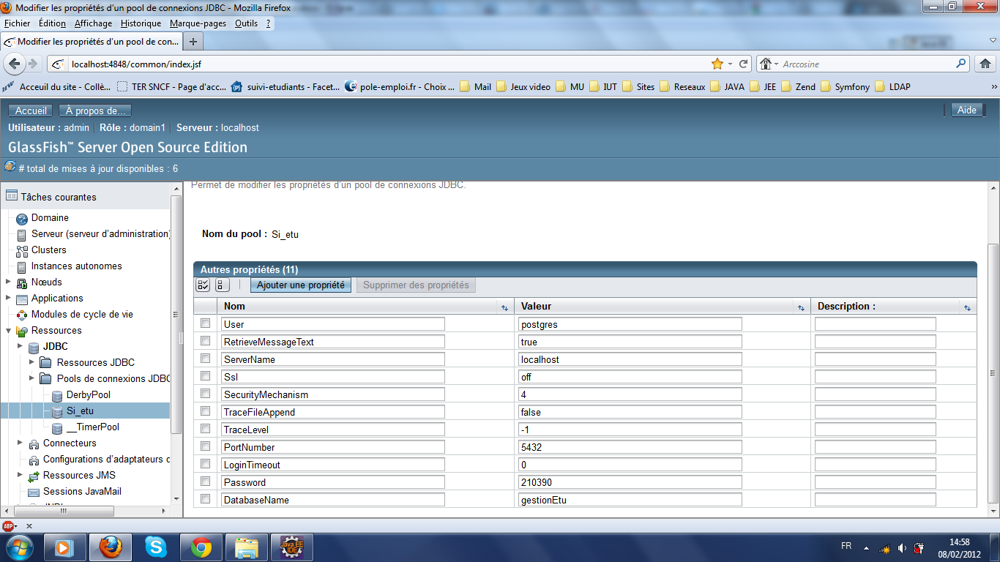 Modifier les propriétés d'un pool de connexions JDBC - Mozilla Firefox
Fichier Édition Affichage Historique Marque-pages Outils ?
Modifier les propriétés d'un pool de con... +
localhost:4848/common/index.jsf Arccosine
Acceuil du site - Collè... TER SNCF - Page d'acc... suivi-etudiants - Facet... pole-emploi.fr - Choix ... Mail Jeux video MU IUT Sites Reseaux JAVA JEE Zend Symfony LDAP »
Accueil À propos de... Aide
Utilisateur : admin Rôle : domain1 Serveur : localhost
GlassFish™ Server Open Source Edition
# total de mises à jour disponibles : 6
Tâches courantes
Domaine
Serveur (serveur d'administration)
Clusters
Instances autonomes
Nœuds
Applications
Modules de cycle de vie
Ressources
JDBC
Ressources JDBC
Pools de connexions JDBC
DerbyPool
Si_etu
__TimerPool
Connecteurs
Configurations d'adaptateurs d
Ressources JMS
Sessions JavaMail
Permet de modifier les propriétés d'un pool de connexions JDBC.
Nom du pool : Si_etu
Autres propriétés (11)
Ajouter une propriété Supprimer des propriétés
Nom Valeur Description :
User postgres
RetrieveMessageText true
ServerName localhost
Ssl off
SecurityMechanism 4
TraceFileAppend false
TraceLevel -1
PortNumber 5432
LoginTimeout 0
Password 210390
DatabaseName gestionEtu
ABP ×
Java EE
IDE
FR 14:58
08/02/2012